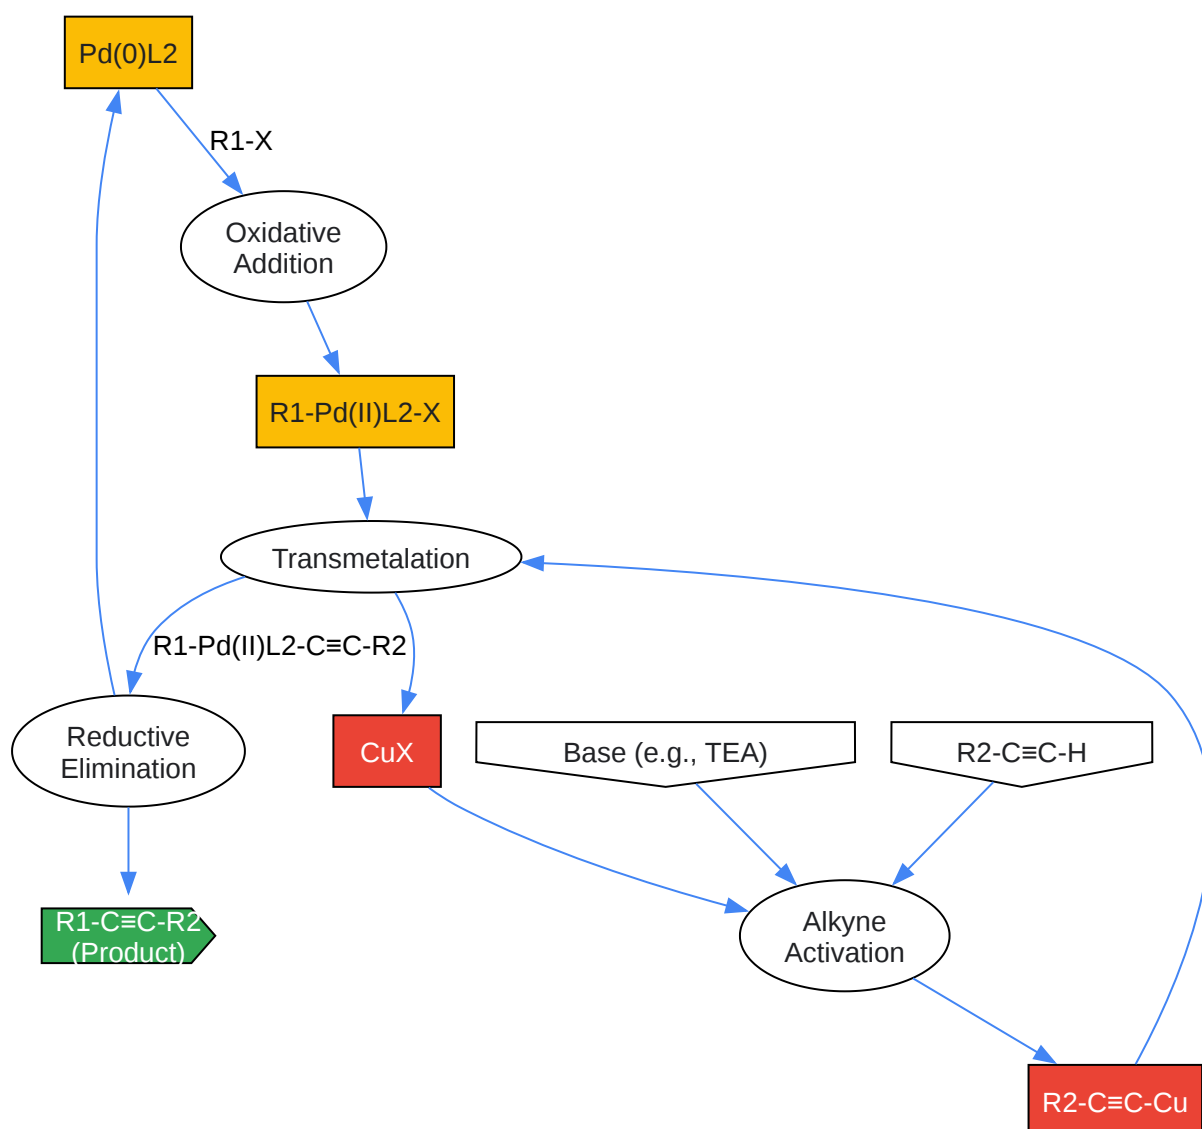 Pd(0)L2
R1-X
Oxidative
Addition
R1-Pd(II)L2-X
Transmetalation
R1-Pd(II)L2-C≡C-R2
Reductive
Elimination
CuX
Base (e.g., TEA)
R2-C≡C-H
R1-C≡C-R2
(Product)
Alkyne
Activation
R2-C≡C-Cu